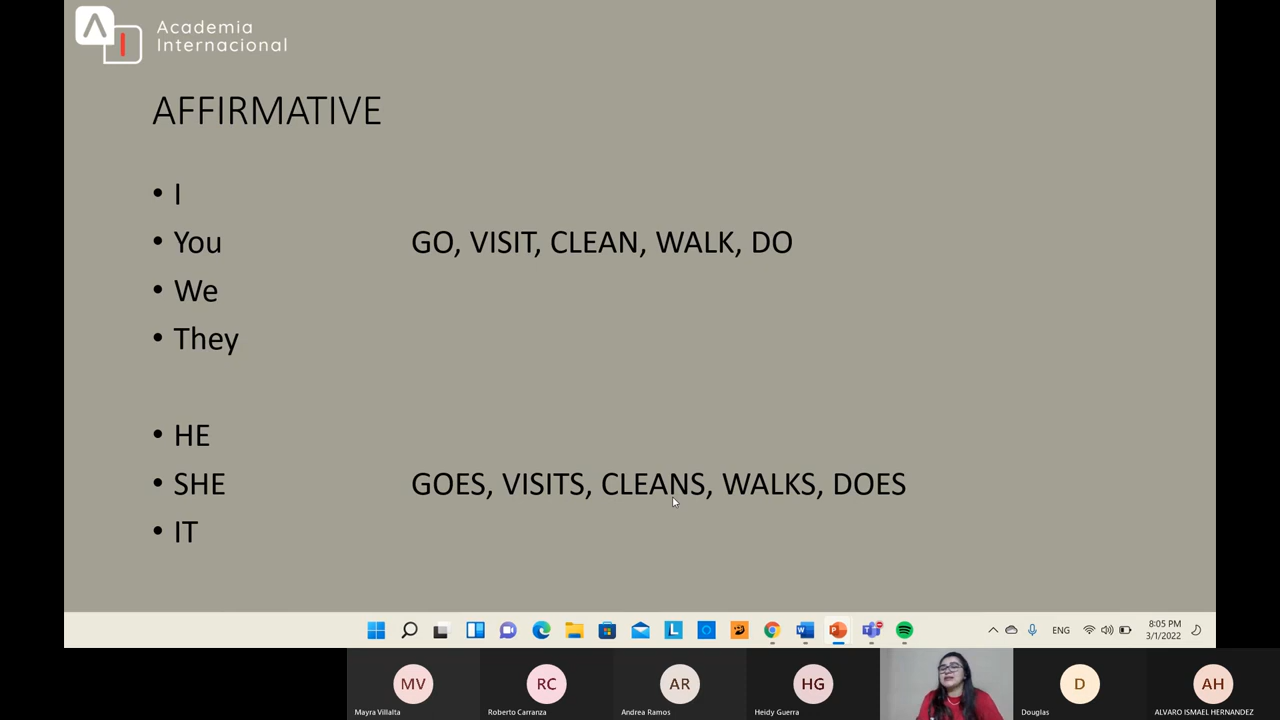 Academia
Internacional
AFFIRMATIVE
• I
• You GO, VISIT, CLEAN, WALK, DO
• We
• They
• HE
• SHE GOES, VISITS, CLEANS, WALKS, DOES
• IT
L
W
P
ENG
8:05 PM
3/1/2022
MV
RC
AR
HG
D
AH
Mayra Villalta
Roberto Carranza
Andrea Ramos
Heidy Guerra
Douglas
ALVARO ISMAEL HERNANDEZ